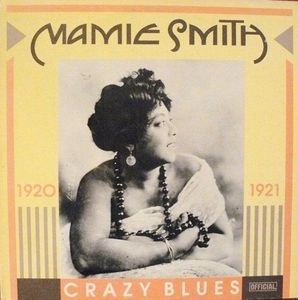 MAMIE SMITH
1920
1921
CRAZY BLUES
OFFICIAL